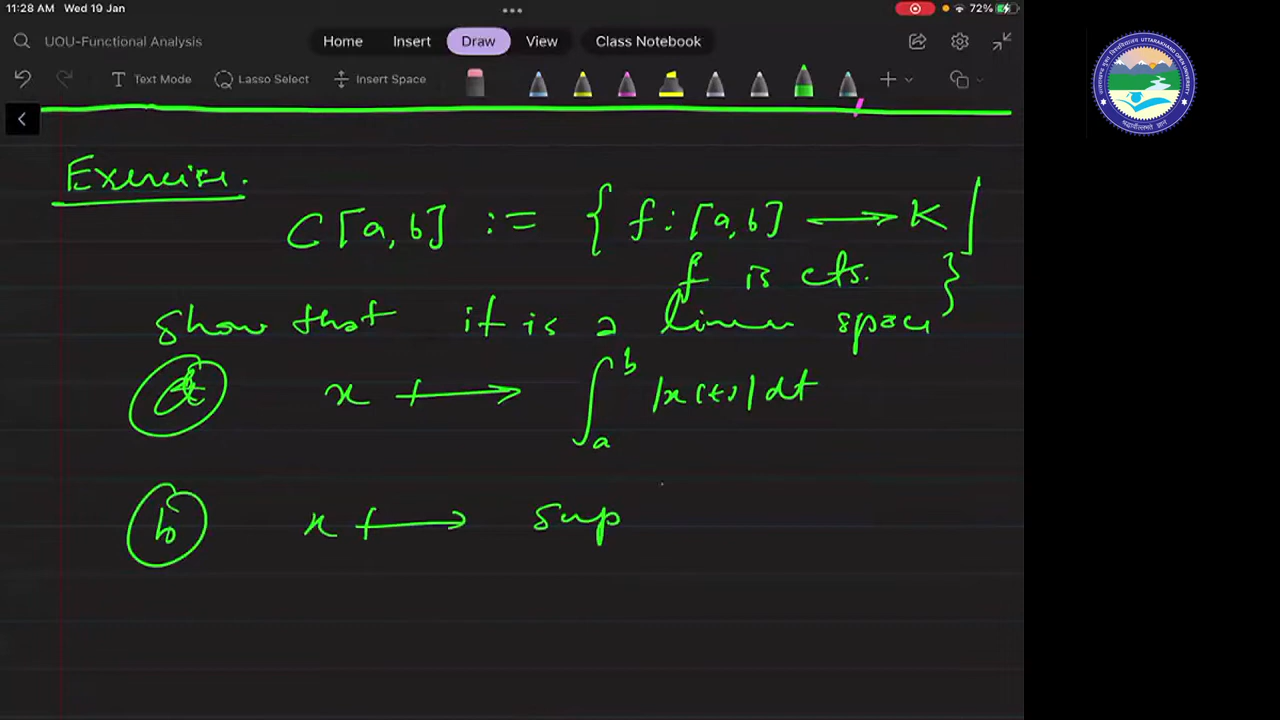 11:28 AM Wed 19 Jan
72%
UOU-Functional Analysis
Home Insert Draw View Class Notebook
Text Mode Lasso Select Insert Space
Exercise.
C[a, b] := { f : [a, b] ⟷ K |
f is cts. }
Show that it is a linear space
a x ⟼ ∫_a^b |x(t)| dt
b x ⟼ sup